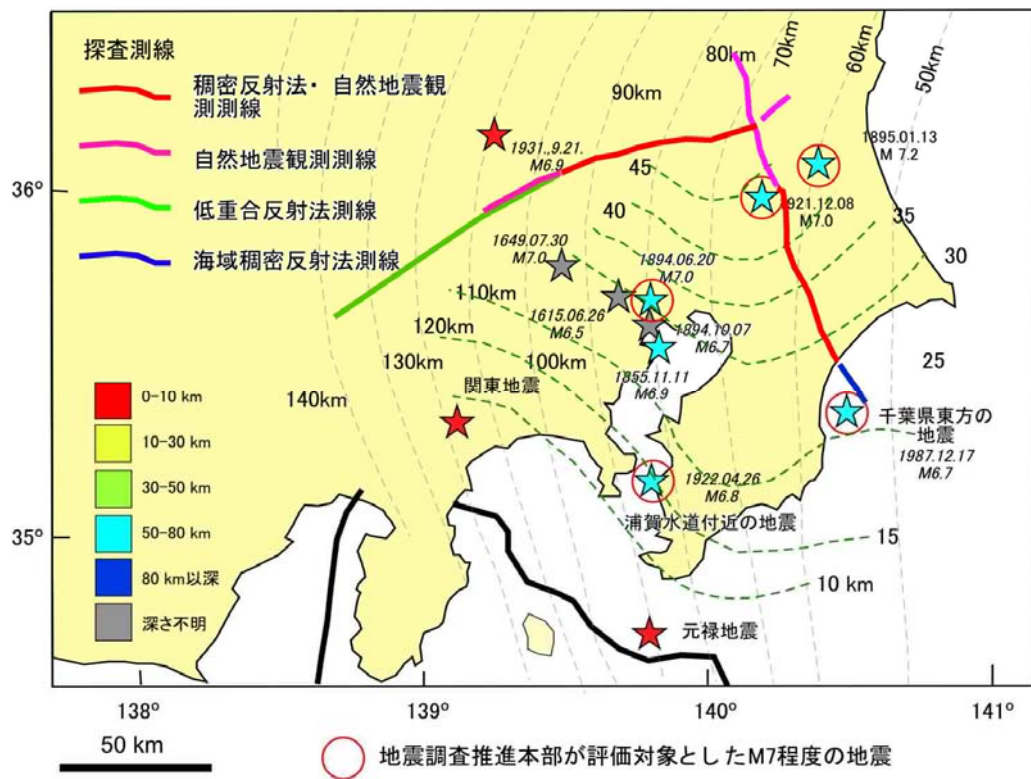 探査測線
稠密反射法・ 自然地震観
測測線
自然地震観測測線
低重合反射法測線
海域稠密反射法測線
80km
70km
60km
50km
90km
1931.,9.21.
M6.9
1895.01.13
M 7.2
45
1921.12.08
M7.0
36º
40
35
1649.07.30
M7.0
1894.06.20
M7.0
30
110km
1615.06.26
M6.5
1894.10.07
M6.7
120km
130km
100km
1855.11.11
M6.9
25
関東地震
140km
千葉県東方の
地震
1987.12.17
M6.7
0-10 km
10-30 km
30-50 km
50-80 km
80 km以深
深さ不明
1922.04.26
M6.8
浦賀水道付近の地震
35º
15
10 km
元禄地震
138º
139º
140º
141º
50 km
地震調査推進本部が評価対象としたM7程度の地震